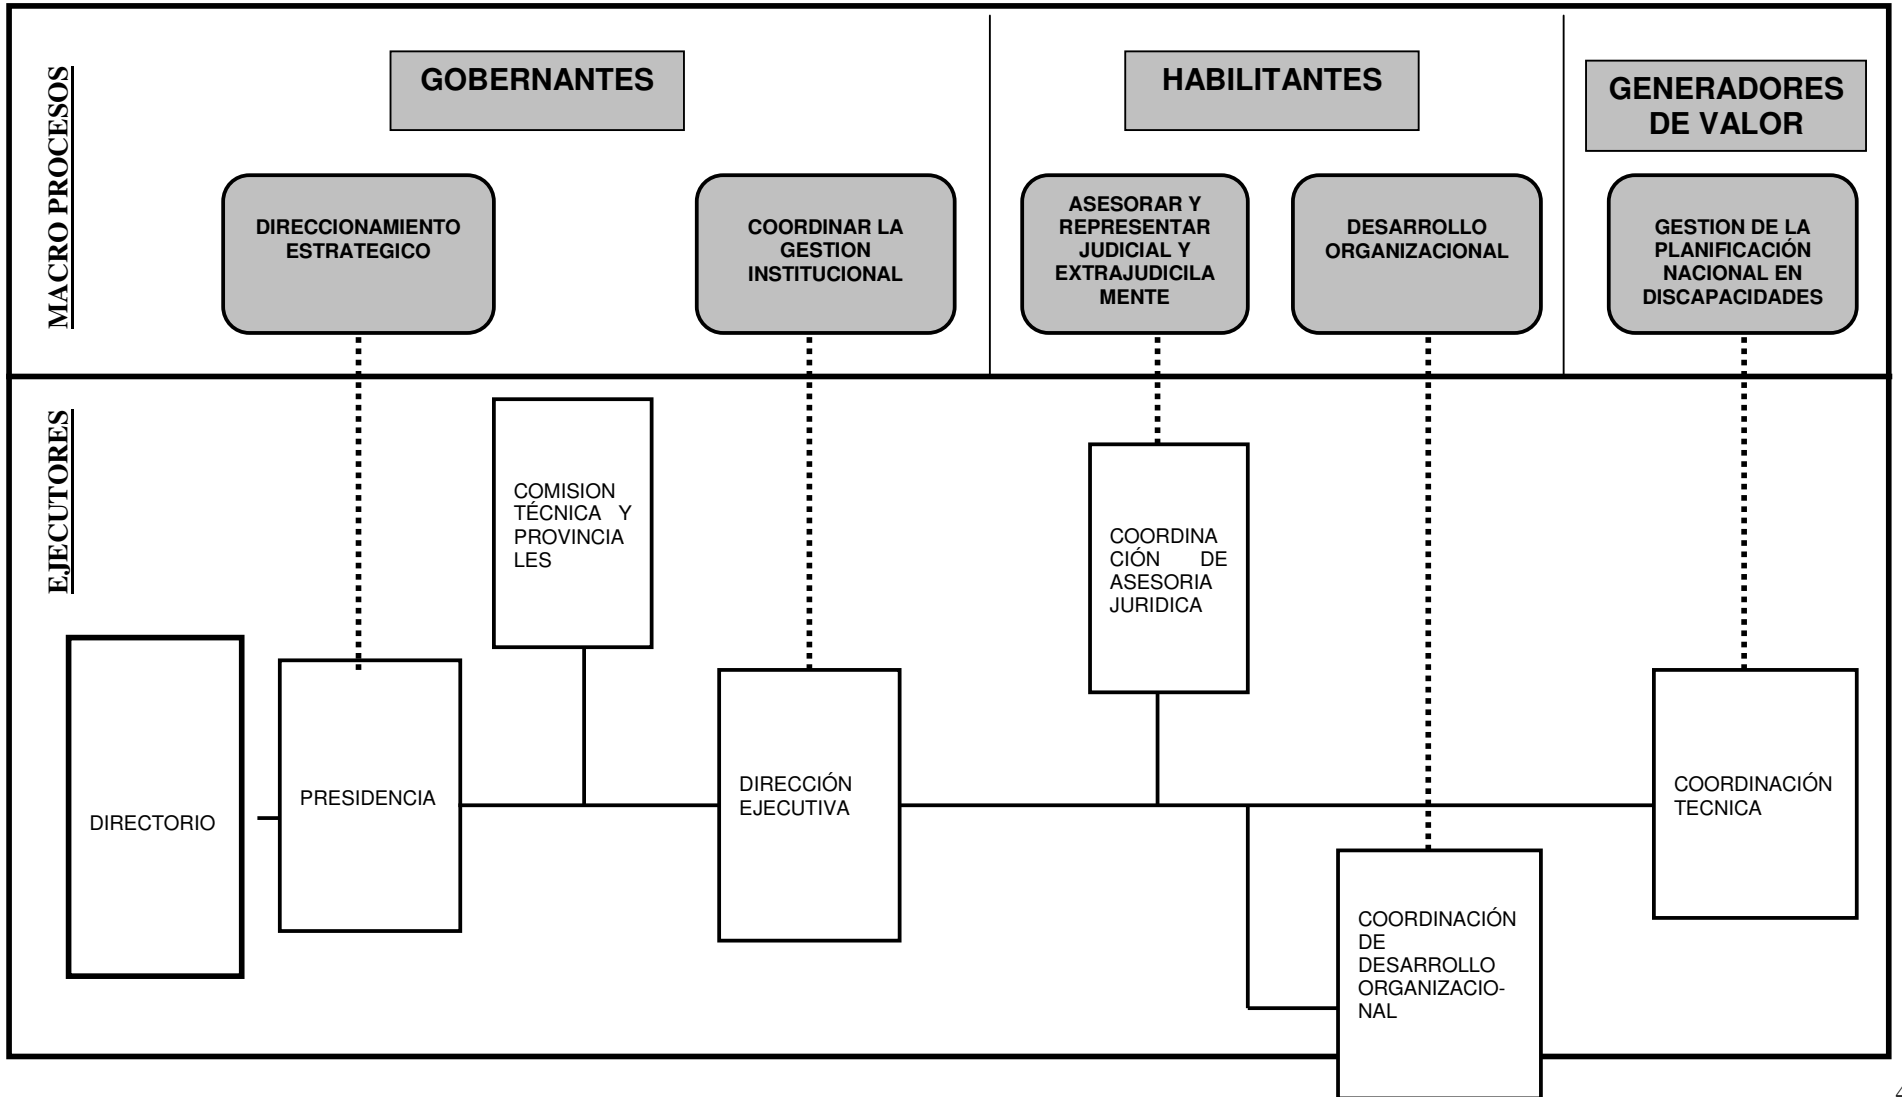 MACRO PROCESOS
GOBERNANTES
HABILITANTES
GENERADORES
DE VALOR
DIRECCIONAMIENTO
ESTRATEGICO
COORDINAR LA
GESTION
INSTITUCIONAL
ASESORAR Y
REPRESENTAR
JUDICIAL Y
EXTRAJUDICILA
MENTE
DESARROLLO
ORGANIZACIONAL
GESTION DE LA
PLANIFICACIÓN
NACIONAL EN
DISCAPACIDADES
EJECUTORES
DIRECTORIO
PRESIDENCIA
COMISION
TÉCNICA Y
PROVINCIA
LES
DIRECCIÓN
EJECUTIVA
COORDINA
CIÓN DE
ASESORIA
JURIDICA
COORDINACIÓN
DE
DESARROLLO
ORGANIZACIO-
NAL
COORDINACIÓN
TECNICA